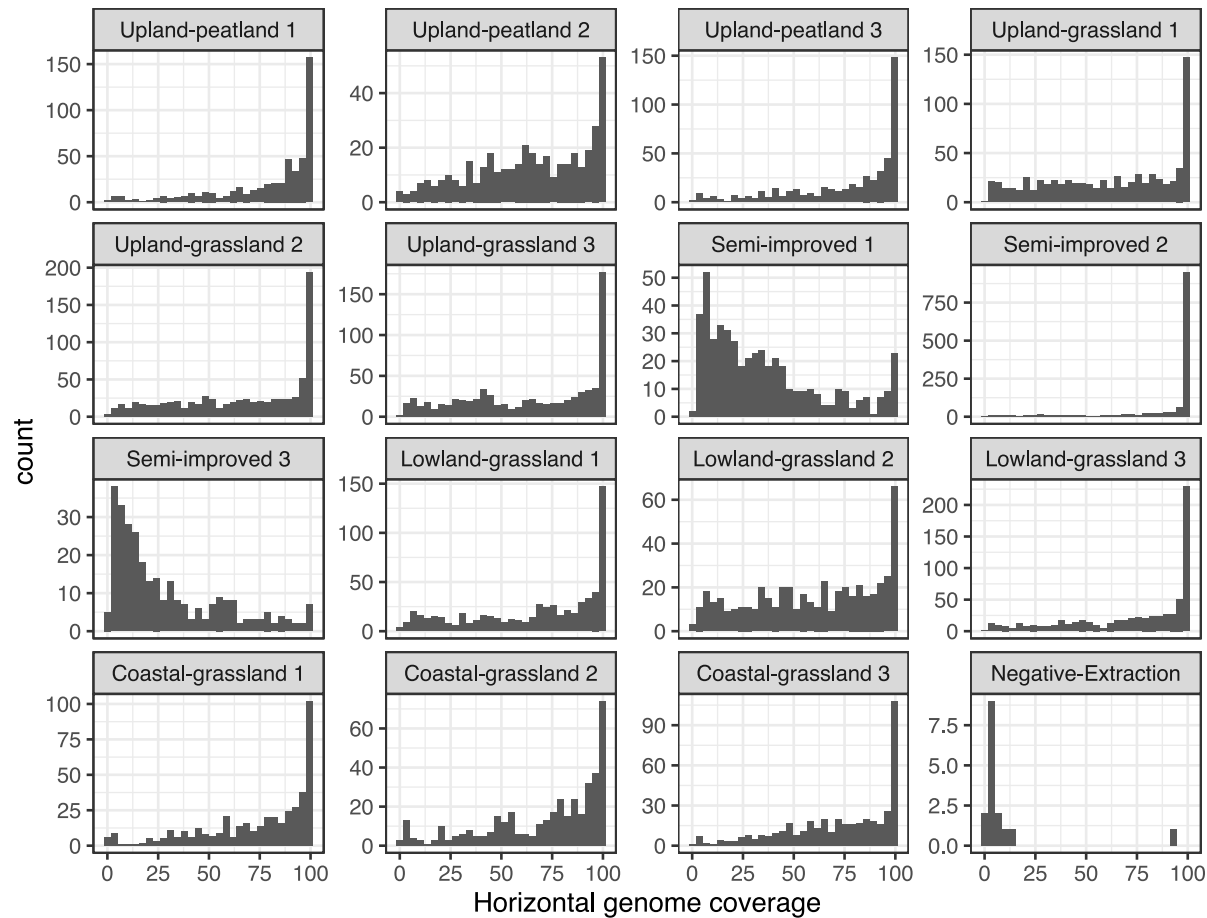 Upland-peatland 1 Upland-peatland 2 Upland-peatland 3 Upland-grassland 1
150 40 150 150
100 20 100 100
50 0 50 50
0 0 0
Upland-grassland 2 Upland-grassland 3 Semi-improved 1 Semi-improved 2
200 150 50 750
150 100 40 500
100 50 30 250
50 0 20 0
0 10
0
count
Semi-improved 3 Lowland-grassland 1 Lowland-grassland 2 Lowland-grassland 3
30 150 60 200
20 100 40 150
10 50 20 100
0 0 0 50
0
Coastal-grassland 1 Coastal-grassland 2 Coastal-grassland 3 Negative-Extraction
100 60 90 7.5
75 40 60 5.0
50 20 30 2.5
25 0 0 0.0
0
0 25 50 75 100 0 25 50 75 100 0 25 50 75 100 0 25 50 75 100
Horizontal genome coverage